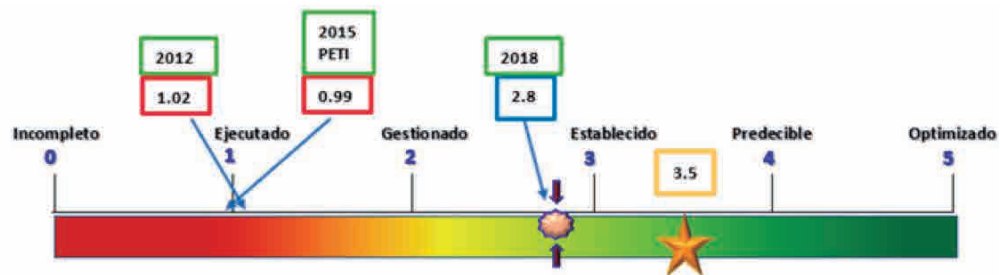 2012
1.02
2015
PETI
0.99
2018
2.8
Incompleto Ejecutado Gestionado Establecido Predecible Optimizado
0 1 2 3 4 5
3.5